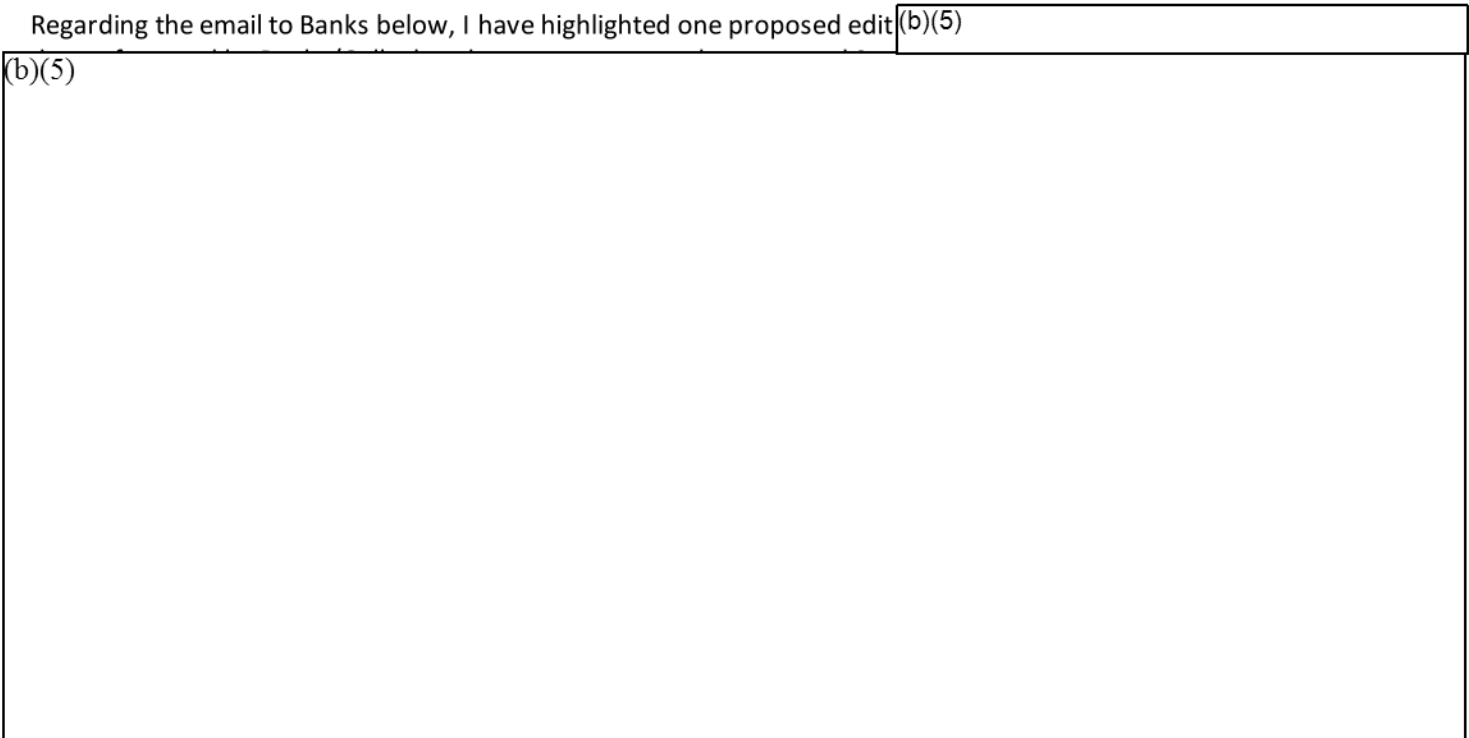 Regarding the email to Banks below, I have highlighted one proposed edit (b)(5)
(b)(5)